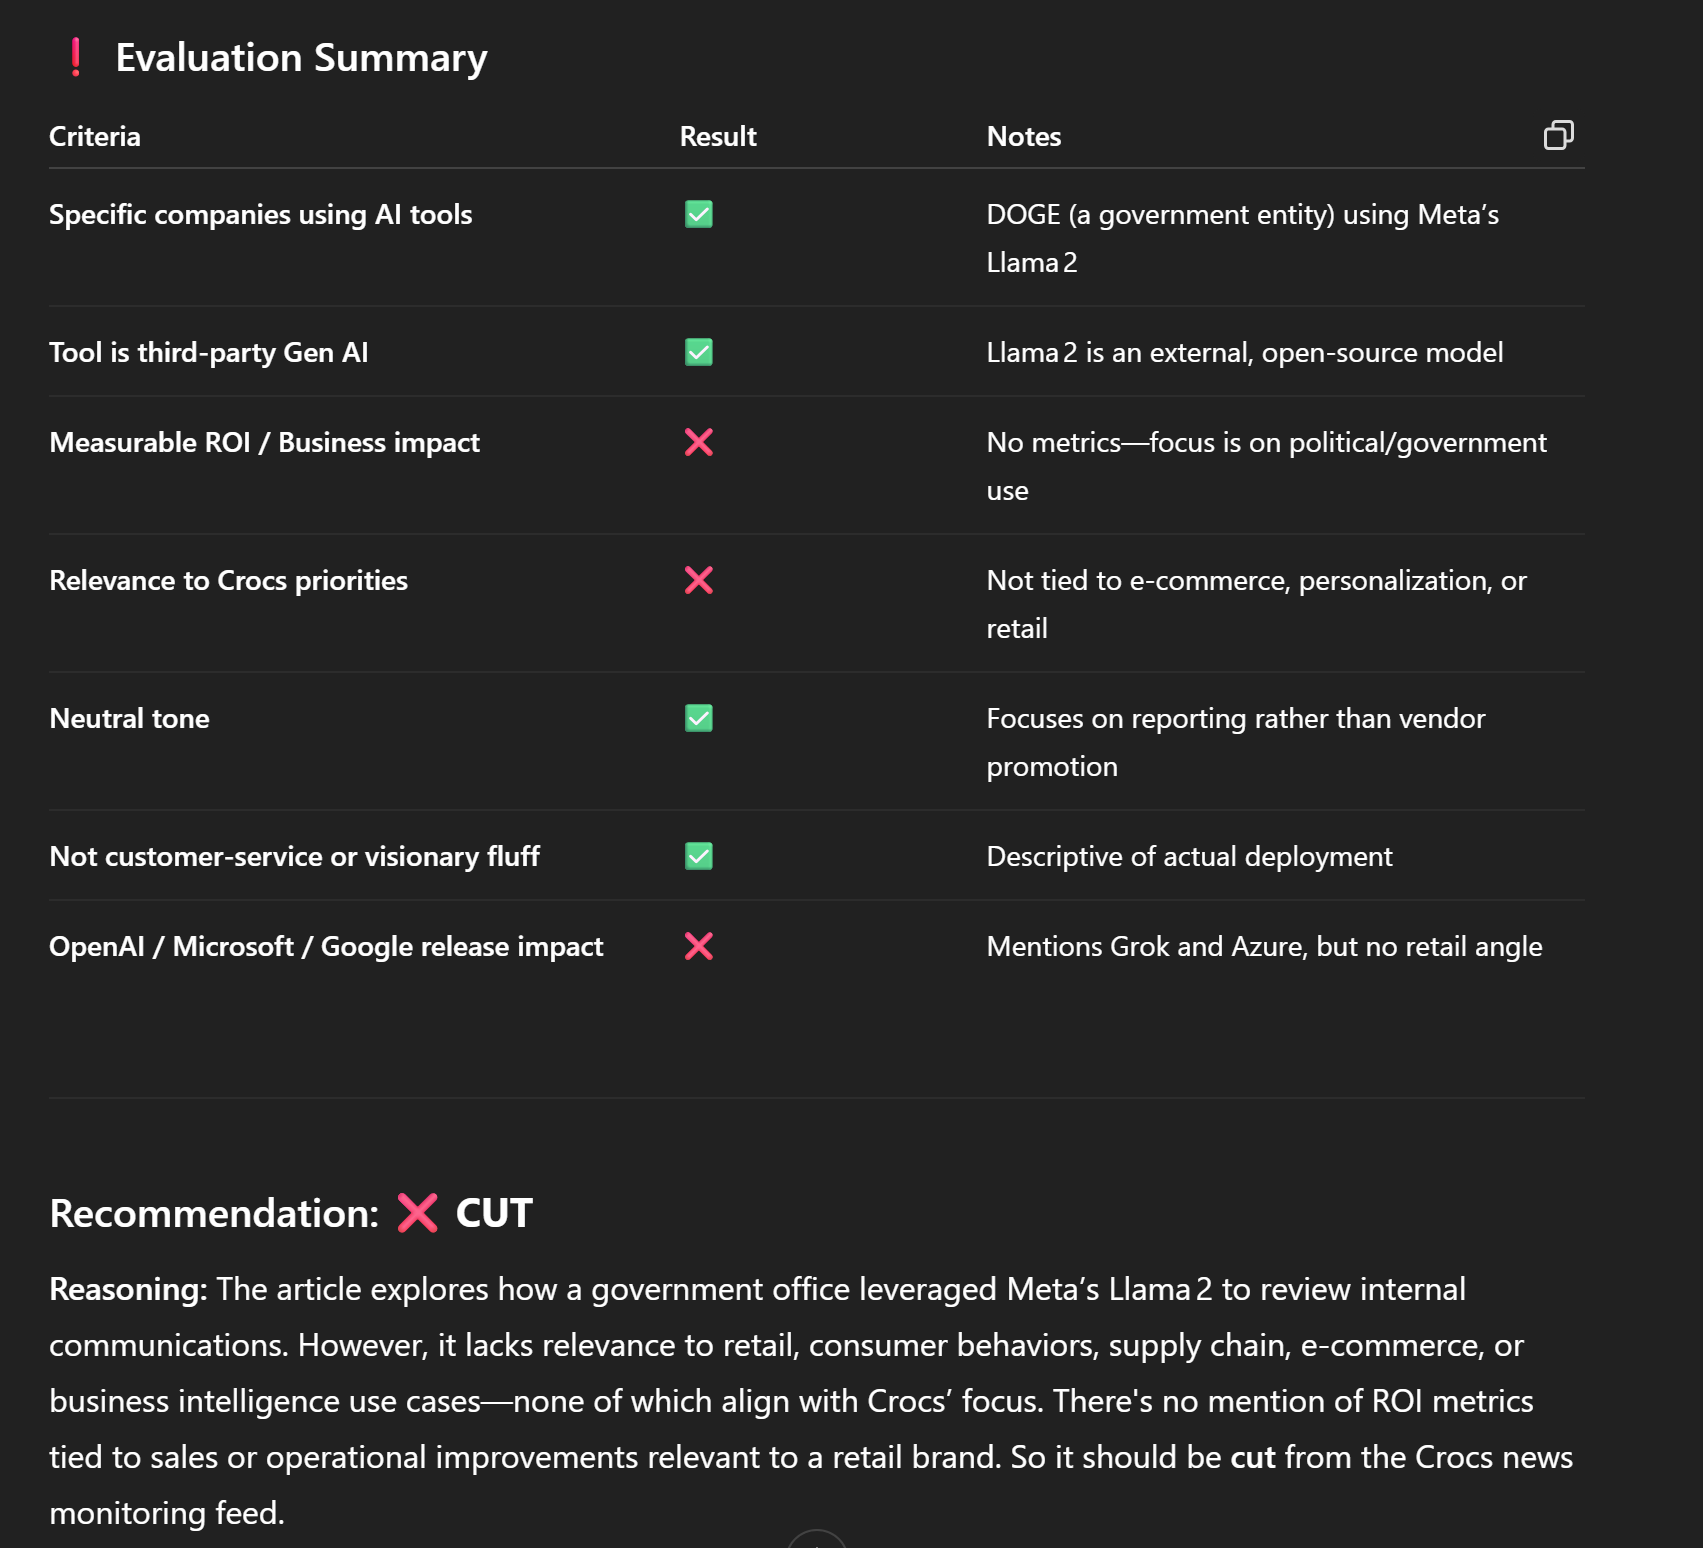 ❗ Evaluation Summary
Criteria Result Notes
Specific companies using AI tools ✅ DOGE (a government entity) using Meta’s
Llama 2
Tool is third-party Gen AI ✅ Llama 2 is an external, open-source model
Measurable ROI / Business impact ❌ No metrics—focus is on political/government
use
Relevance to Crocs priorities ❌ Not tied to e-commerce, personalization, or
retail
Neutral tone ✅ Focuses on reporting rather than vendor
promotion
Not customer-service or visionary fluff ✅ Descriptive of actual deployment
OpenAI / Microsoft / Google release impact ❌ Mentions Grok and Azure, but no retail angle
Recommendation: ❌ CUT
Reasoning: The article explores how a government office leveraged Meta’s Llama 2 to review internal
communications. However, it lacks relevance to retail, consumer behaviors, supply chain, e-commerce, or
business intelligence use cases—none of which align with Crocs’ focus. There's no mention of ROI metrics
tied to sales or operational improvements relevant to a retail brand. So it should be cut from the Crocs news
monitoring feed.